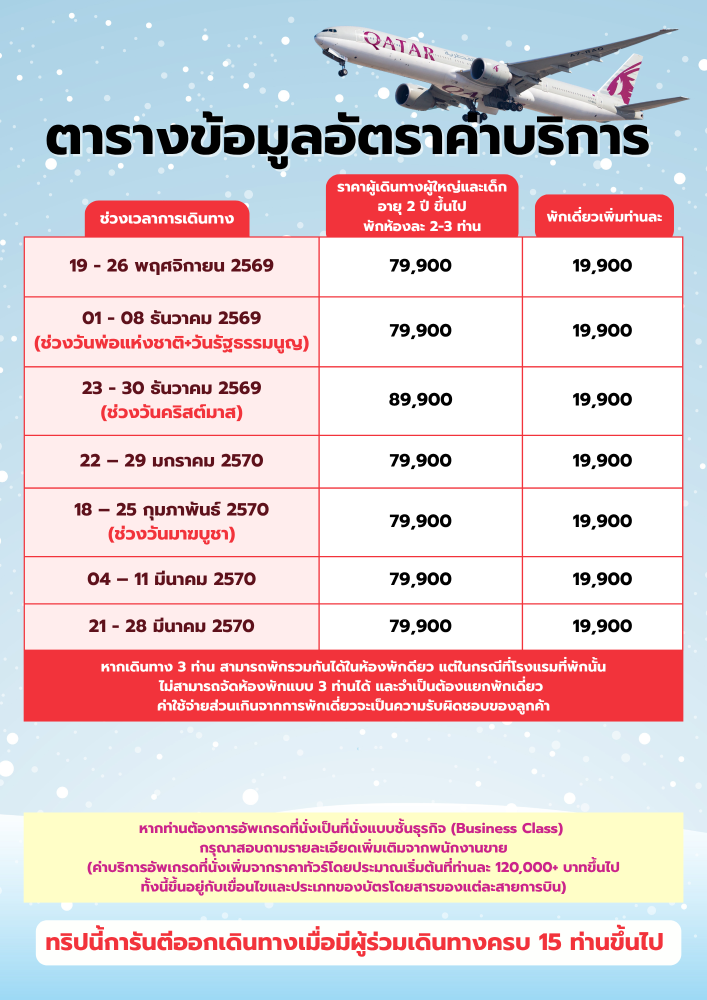 QATAR
القطرية
A7-BAQ
QA
ตารางข้อมูลอัตราค่าบริการ
ช่วงเวลาการเดินทาง
ราคาผู้เดินทางผู้ใหญ่และเด็ก
อายุ 2 ปี ขึ้นไป
พักห้องละ 2-3 ท่าน
พักเดี่ยวเพิ่มท่านละ
19 - 26 พฤศจิกายน 2569
79,900
19,900
01 - 08 ธันวาคม 2569
(ช่วงวันพ่อแห่งชาติ+วันรัฐธรรมนูญ)
79,900
19,900
23 - 30 ธันวาคม 2569
(ช่วงวันคริสต์มาส)
89,900
19,900
22 – 29 มกราคม 2570
79,900
19,900
18 – 25 กุมภาพันธ์ 2570
(ช่วงวันมาฆบูชา)
79,900
19,900
04 – 11 มีนาคม 2570
79,900
19,900
21 - 28 มีนาคม 2570
79,900
19,900
หากเดินทาง 3 ท่าน สามารถพักรวมกันได้ในห้องพักดียว แต่ในกรณีที่โรงแรมที่พักนั้น
ไม่สามารถจัดห้องพักแบบ 3 ท่านได้ และจำเป็นต้องแยกพักเดี่ยว
ค่าใช้จ่ายส่วนเกินจากการพักเดี่ยวจะเป็นความรับผิดชอบของลูกค้า
หากท่านต้องการอัพเกรดที่นั่งเป็นที่นั่งแบบชั้นธุรกิจ (Business Class)
กรุณาสอบถามรายละเอียดเพิ่มเติมจากพนักงานขาย
(ค่าบริการอัพเกรดที่นั่งเพิ่มจากราคาทัวร์โดยประมาณเริ่มต้นที่ท่านละ 120,000+ บาทขึ้นไป
ทั้งนี้ขึ้นอยู่กับเงื่อนไขและประเภทของบัตรโดยสารของแต่ละสายการบิน)
ทริปนี้การันตีออกเดินทางเมื่อมีผู้ร่วมเดินทางครบ 15 ท่านขึ้นไป